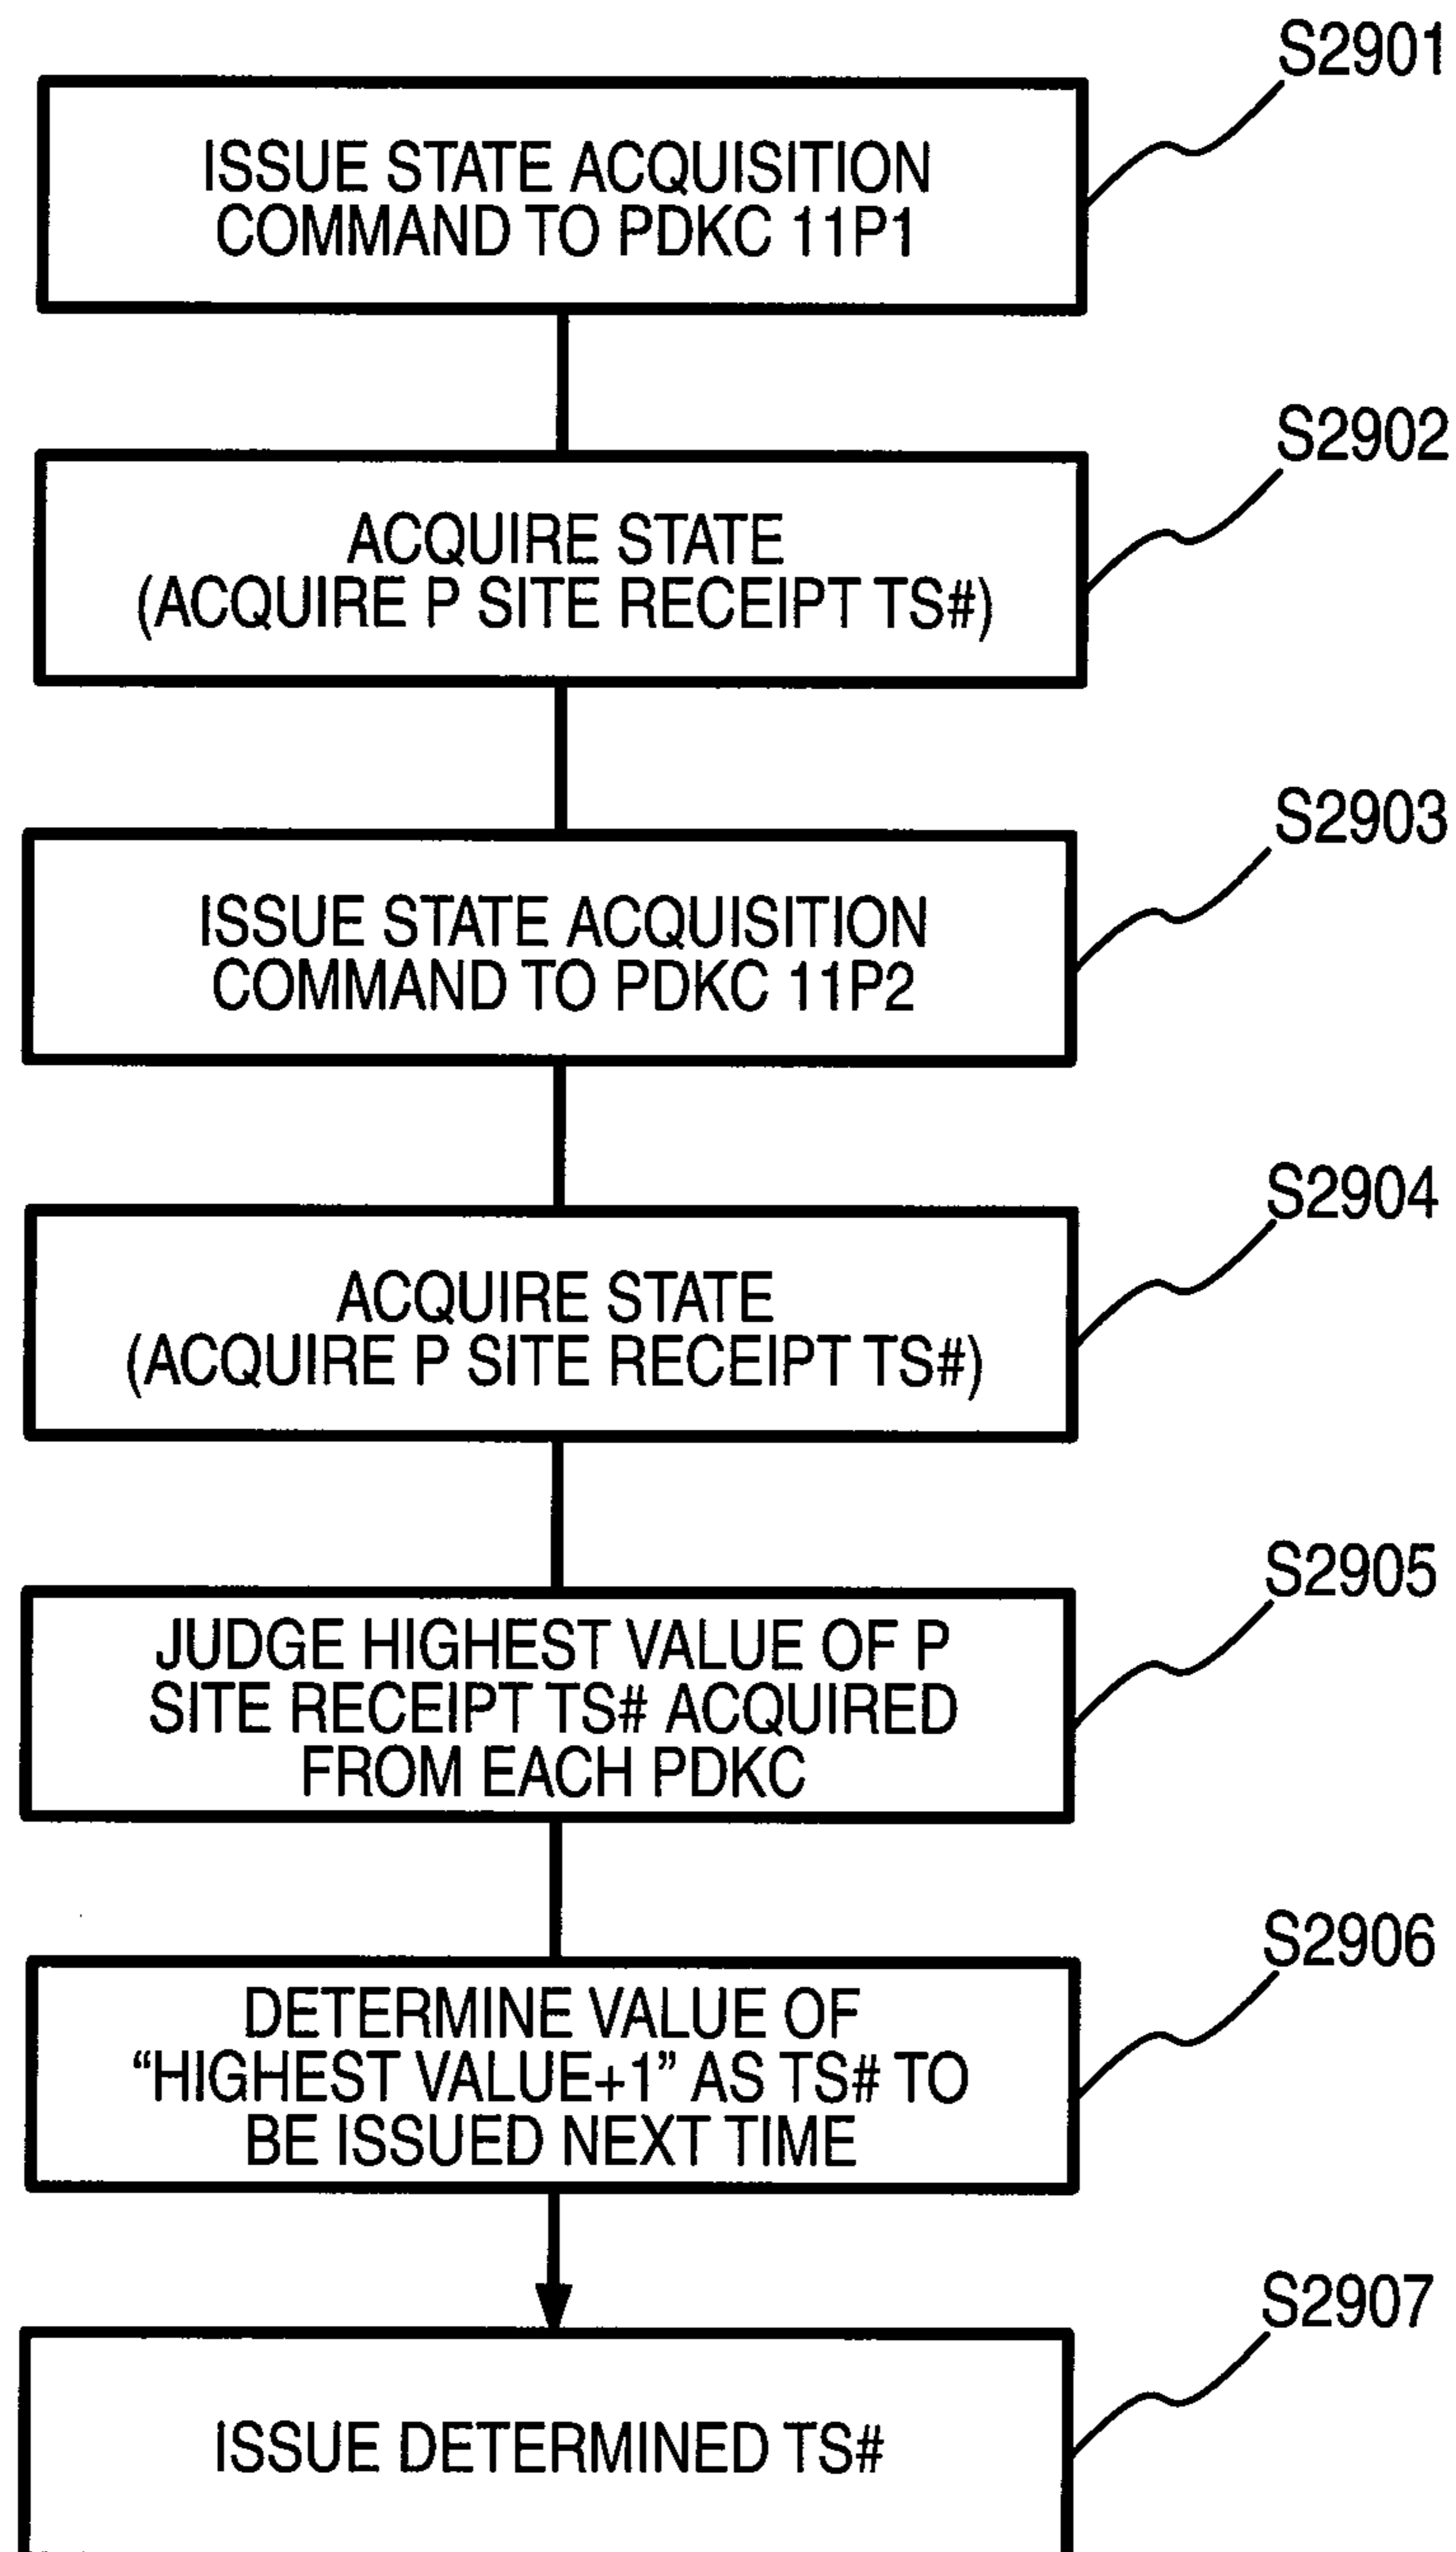 S2901
ISSUE STATE ACQUISITION
COMMAND TO PDKC 11P1
S2902
ACQUIRE STATE
(ACQUIRE P SITE RECEIPT TS#)
S2903
ISSUE STATE ACQUISITION
COMMAND TO PDKC 11P2
S2904
ACQUIRE STATE
(ACQUIRE P SITE RECEIPT TS#)
S2905
JUDGE HIGHEST VALUE OF P
SITE RECEIPT TS# ACQUIRED
FROM EACH PDKC
S2906
DETERMINE VALUE OF
“HIGHEST VALUE+1” AS TS# TO
BE ISSUED NEXT TIME
S2907
ISSUE DETERMINED TS#